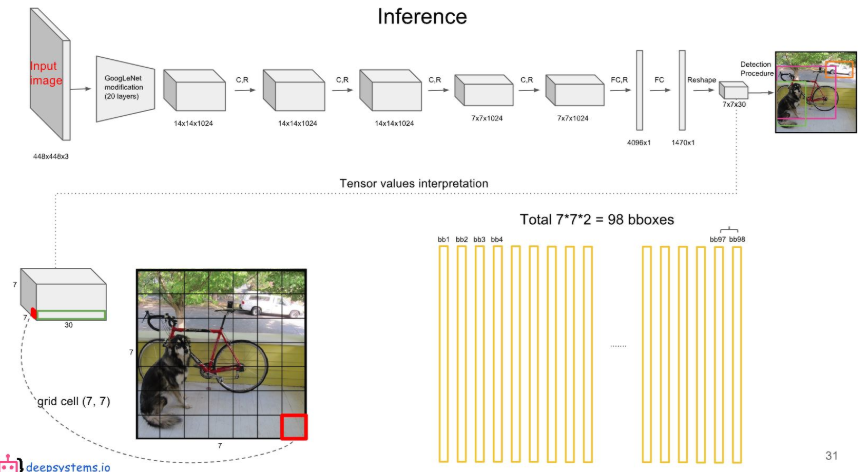 Inference
Input
image
GoogLeNet
modification
(20 layers)
C,R
C,R
C,R
C,R
FC,R
FC
Reshape
Detection
Procedure
448x448x3
14x14x1024
14x14x1024
14x14x1024
7x7x1024
7x7x1024
4096x1
1470x1
7x7x30
Tensor values interpretation
Total 7*7*2 = 98 bboxes
bb1 bb2 bb3 bb4
bb97 bb98
7
7
30
7
7
.......
grid cell (7, 7)
deepsystems.io
31